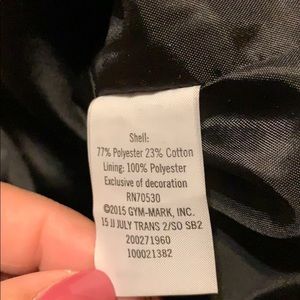 Shell:
77% Polyester 23% Cotton
Lining: 100% Polyester
Exclusive of decoration
RN70530
©2015 GYM-MARK, INC.
15 JJ JULY TRANS 2/SO SB2
200271960
100021382